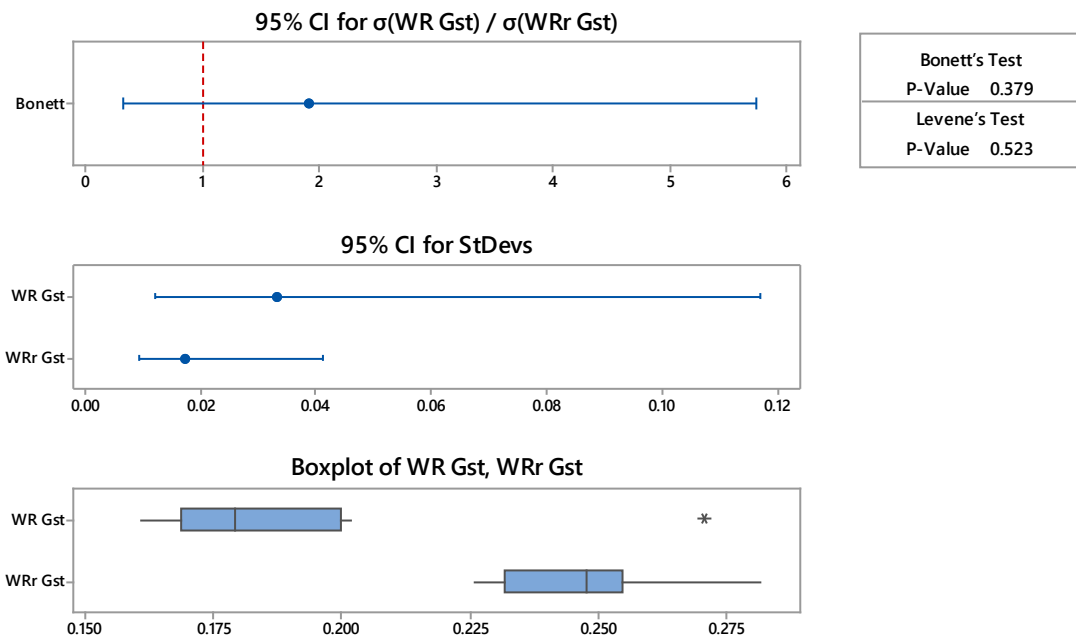 95% CI for σ(WR Gst) / σ(WRr Gst)
Bonett
0 1 2 3 4 5 6
Bonett's Test
P-Value 0.379
Levene's Test
P-Value 0.523
95% CI for StDevs
WR Gst
WRr Gst
0.00 0.02 0.04 0.06 0.08 0.10 0.12
Boxplot of WR Gst, WRr Gst
WR Gst
WRr Gst
0.150 0.175 0.200 0.225 0.250 0.275